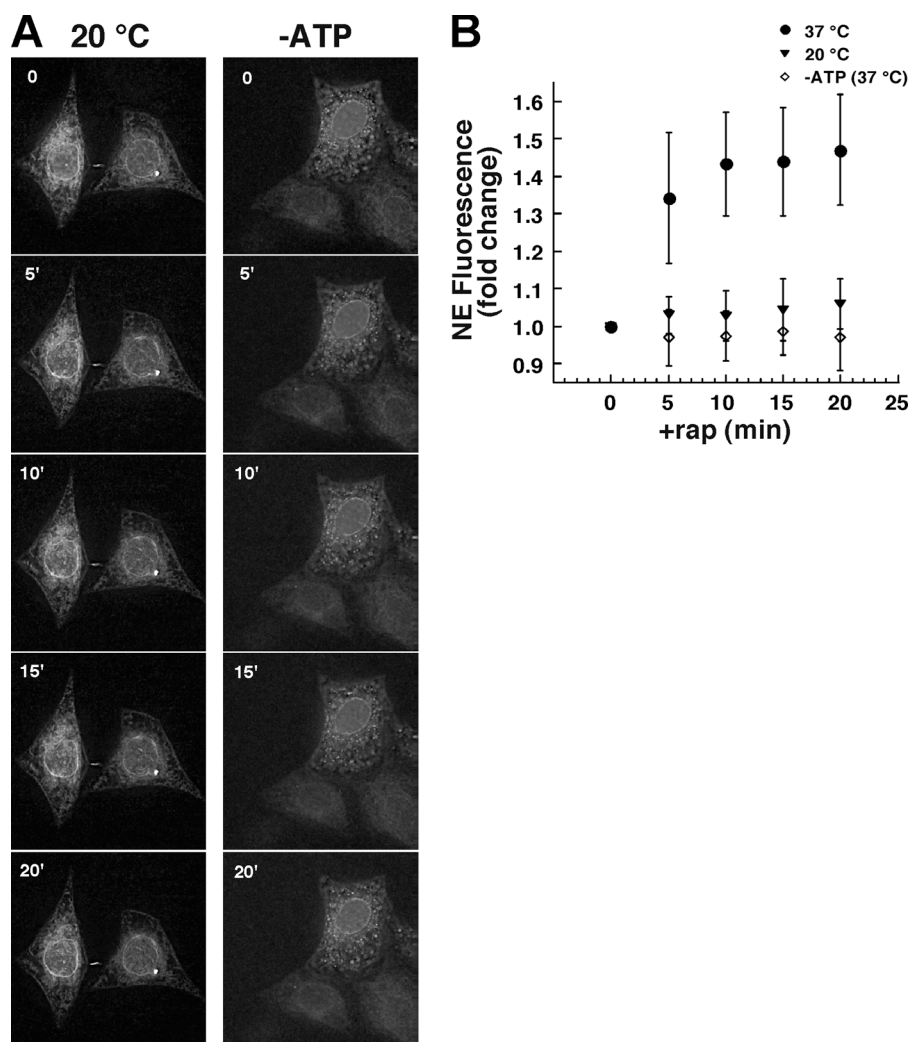 A
20 °C
-ATP
0
0
5'
5'
10'
10'
15'
15'
20'
20'
B
37 °C
20 °C
-ATP (37 °C)
NE Fluorescence
(fold change)
1.6
1.5
1.4
1.3
1.2
1.1
1.0
0.9
0 5 10 15 20 25
+rap (min)